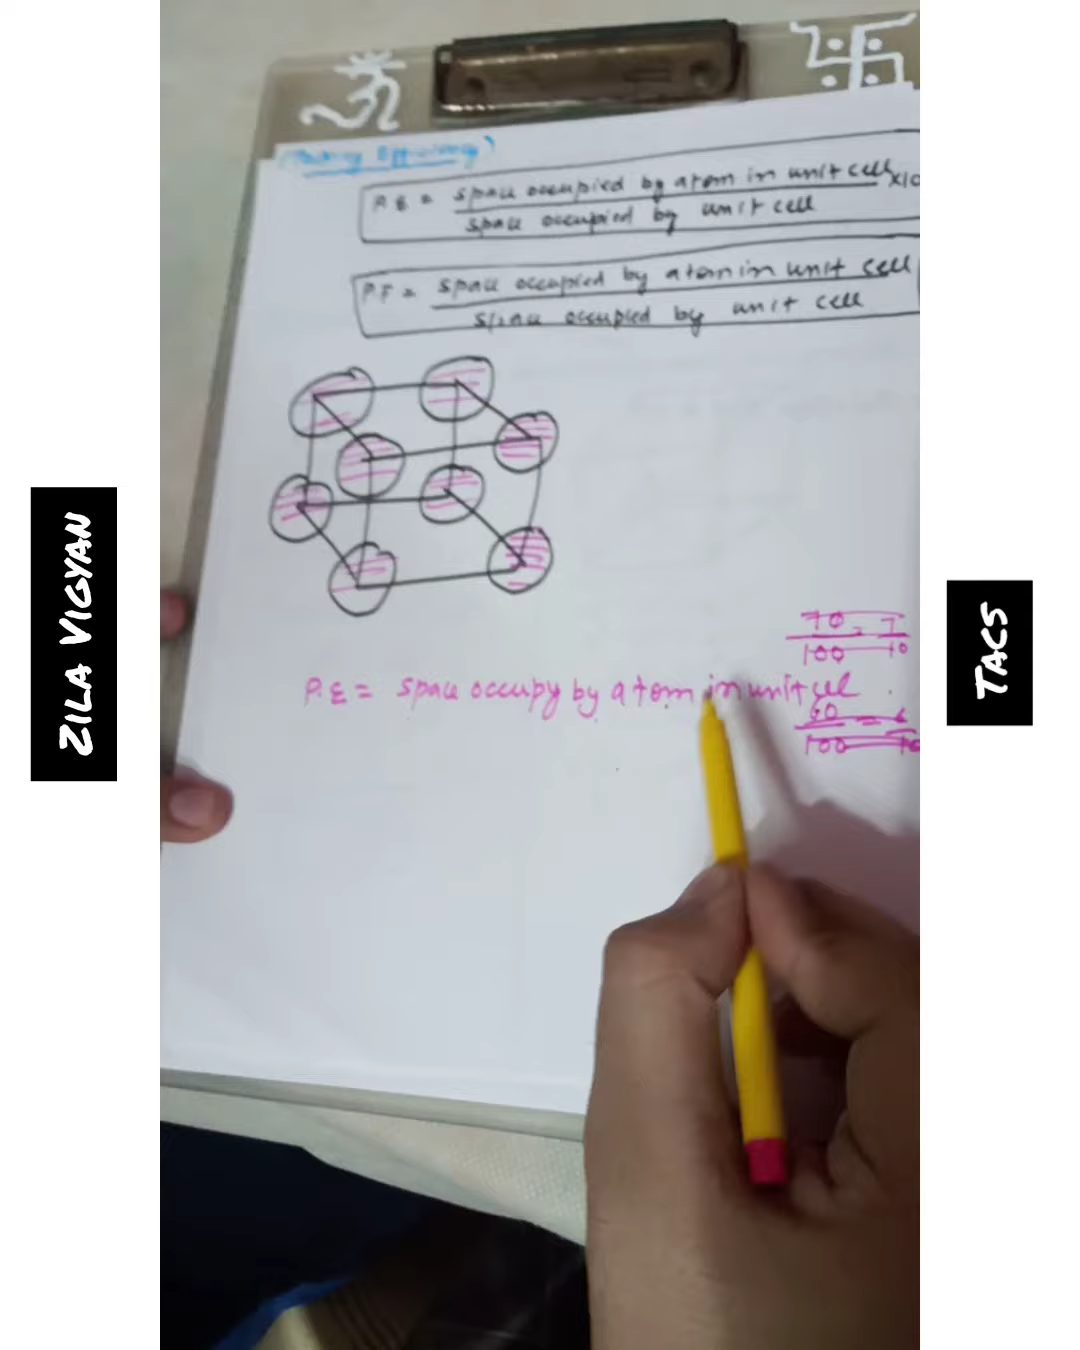 ॐ
(Packing Efficiency)
P.E = space occupied by atom in unit cell x10
space occupied by unit cell
P.F = space occupied by atom in unit cell
space occupied by unit cell
70 = 7
100 10
P.E = space occupy by atom in unit cel
60 = 6
100 10
ZILA VIGYAN
TACS